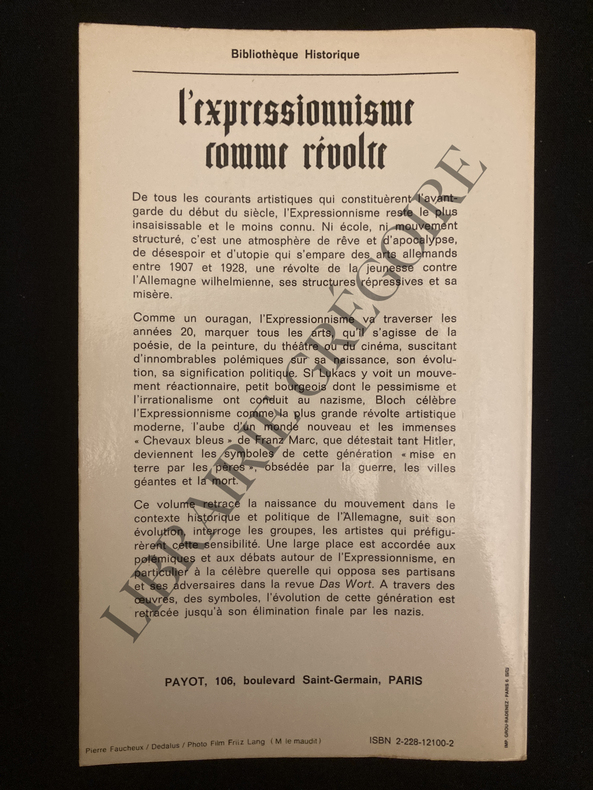 Bibliothèque Historique
l'expressionnisme
comme révolte
De tous les courants artistiques qui constituèrent l'avant-
garde du début du siècle, l'Expressionnisme reste le plus
insaisissable et le moins connu. Ni école, ni mouvement
structuré, c'est une atmosphère de rêve et d'apocalypse,
de désespoir et d'utopie qui s'empare des arts allemands
entre 1907 et 1928, une révolte de la jeunesse contre
l'Allemagne wilhelmienne, ses structures répressives et sa
misère.
Comme un ouragan, l'Expressionnisme va traverser les
années 20, marquer tous les arts, qu'il s'agisse de la
poésie, de la peinture, du théâtre ou du cinéma, suscitant
d'innombrables polémiques sur sa naissance, son évolu-
tion, sa signification politique. Si Lukacs y voit un mouve-
ment réactionnaire, petit bourgeois dont le pessimisme et
l'irrationalisme ont conduit au nazisme, Bloch célèbre
l'Expressionnisme comme la plus grande révolte artistique
moderne, l'aube d'un monde nouveau et les immenses
« Chevaux bleus » de Franz Marc, que détestait tant Hitler,
deviennent les symboles de cette génération « mise en
terre par les pères », obsédée par la guerre, les villes
géantes et la mort.
Ce volume retrace la naissance du mouvement dans le
contexte historique et politique de l'Allemagne, suit son
évolution, interroge les groupes, les artistes qui préfigu-
rèrent cette sensibilité. Une large place est accordée aux
polémiques et aux débats autour de l'Expressionnisme, en
particulier à la célèbre querelle qui opposa ses partisans
et ses adversaires dans la revue Das Wort. A travers des
œuvres, des symboles, l'évolution de cette génération est
retracée jusqu'à son élimination finale par les nazis.
PAYOT, 106, boulevard Saint-Germain, PARIS
Pierre Faucheux / Dedalus / Photo Film Fritz Lang ( M le maudit )
ISBN 2-228-12100-2
IMP. GROU-RADENEZ - PARIS 6
LIBRAIRIE GRÉGOIRE